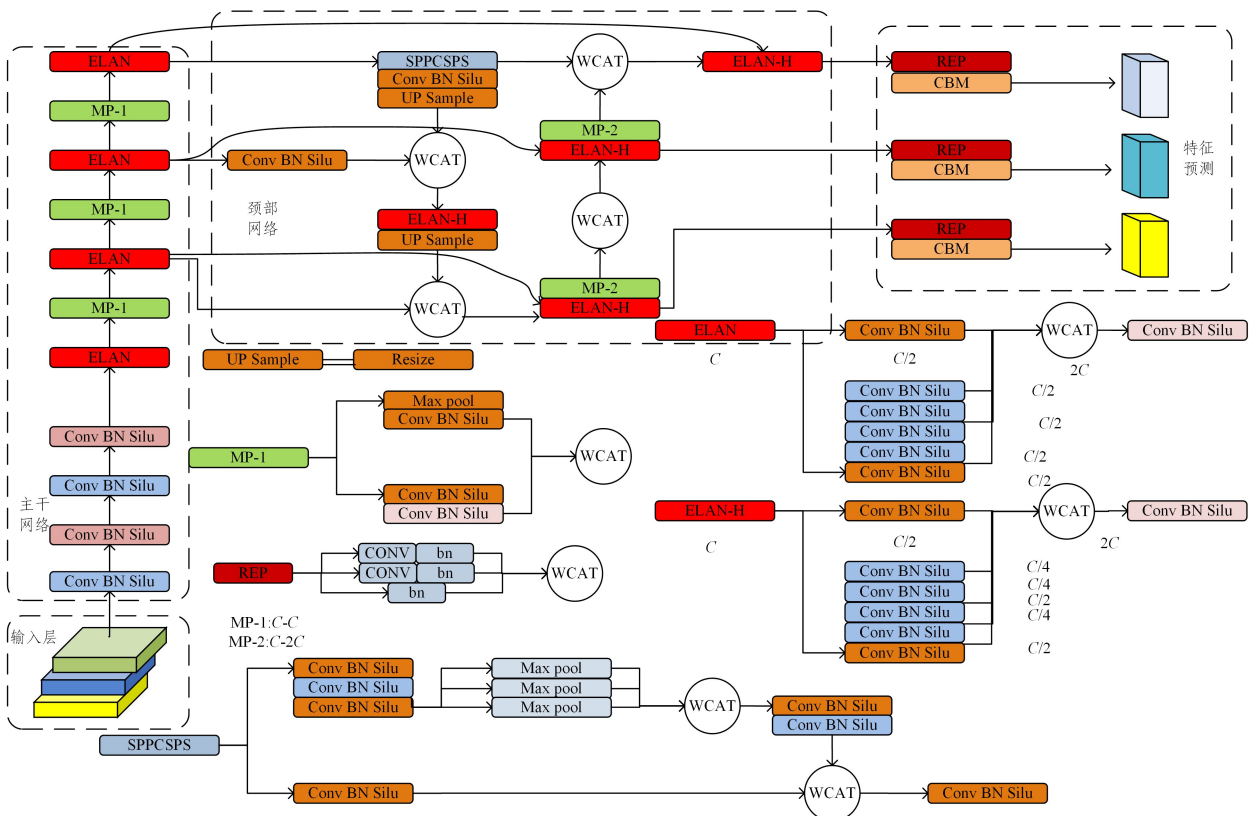 ELAN
MP-1
ELAN
MP-1
ELAN
MP-1
ELAN
Conv BN Silu
Conv BN Silu
Conv BN Silu
Conv BN Silu
主干
网络
输入层
SPPCSPS
Conv BN Silu
UP Sample
WCAT
ELAN-H
Conv BN Silu
WCAT
MP-2
ELAN-H
颈部
网络
ELAN-H
UP Sample
WCAT
WCAT
MP-2
ELAN-H
REP
CBM
REP
CBM
REP
CBM
特征
预测
UP Sample
Resize
ELAN
C
Conv BN Silu
C/2
WCAT
2C
Conv BN Silu
Conv BN Silu
Conv BN Silu
Conv BN Silu
Conv BN Silu
Conv BN Silu
C/2
C/2
C/2
C/2
MP-1
Max pool
Conv BN Silu
Conv BN Silu
Conv BN Silu
WCAT
ELAN-H
C
Conv BN Silu
C/2
WCAT
2C
Conv BN Silu
Conv BN Silu
Conv BN Silu
Conv BN Silu
Conv BN Silu
Conv BN Silu
C/4
C/4
C/2
C/4
C/2
REP
CONV
bn
CONV
bn
bn
WCAT
MP-1:C-C
MP-2:C-2C
SPPCSPS
Conv BN Silu
Conv BN Silu
Conv BN Silu
Max pool
Max pool
Max pool
WCAT
Conv BN Silu
Conv BN Silu
Conv BN Silu
WCAT
Conv BN Silu